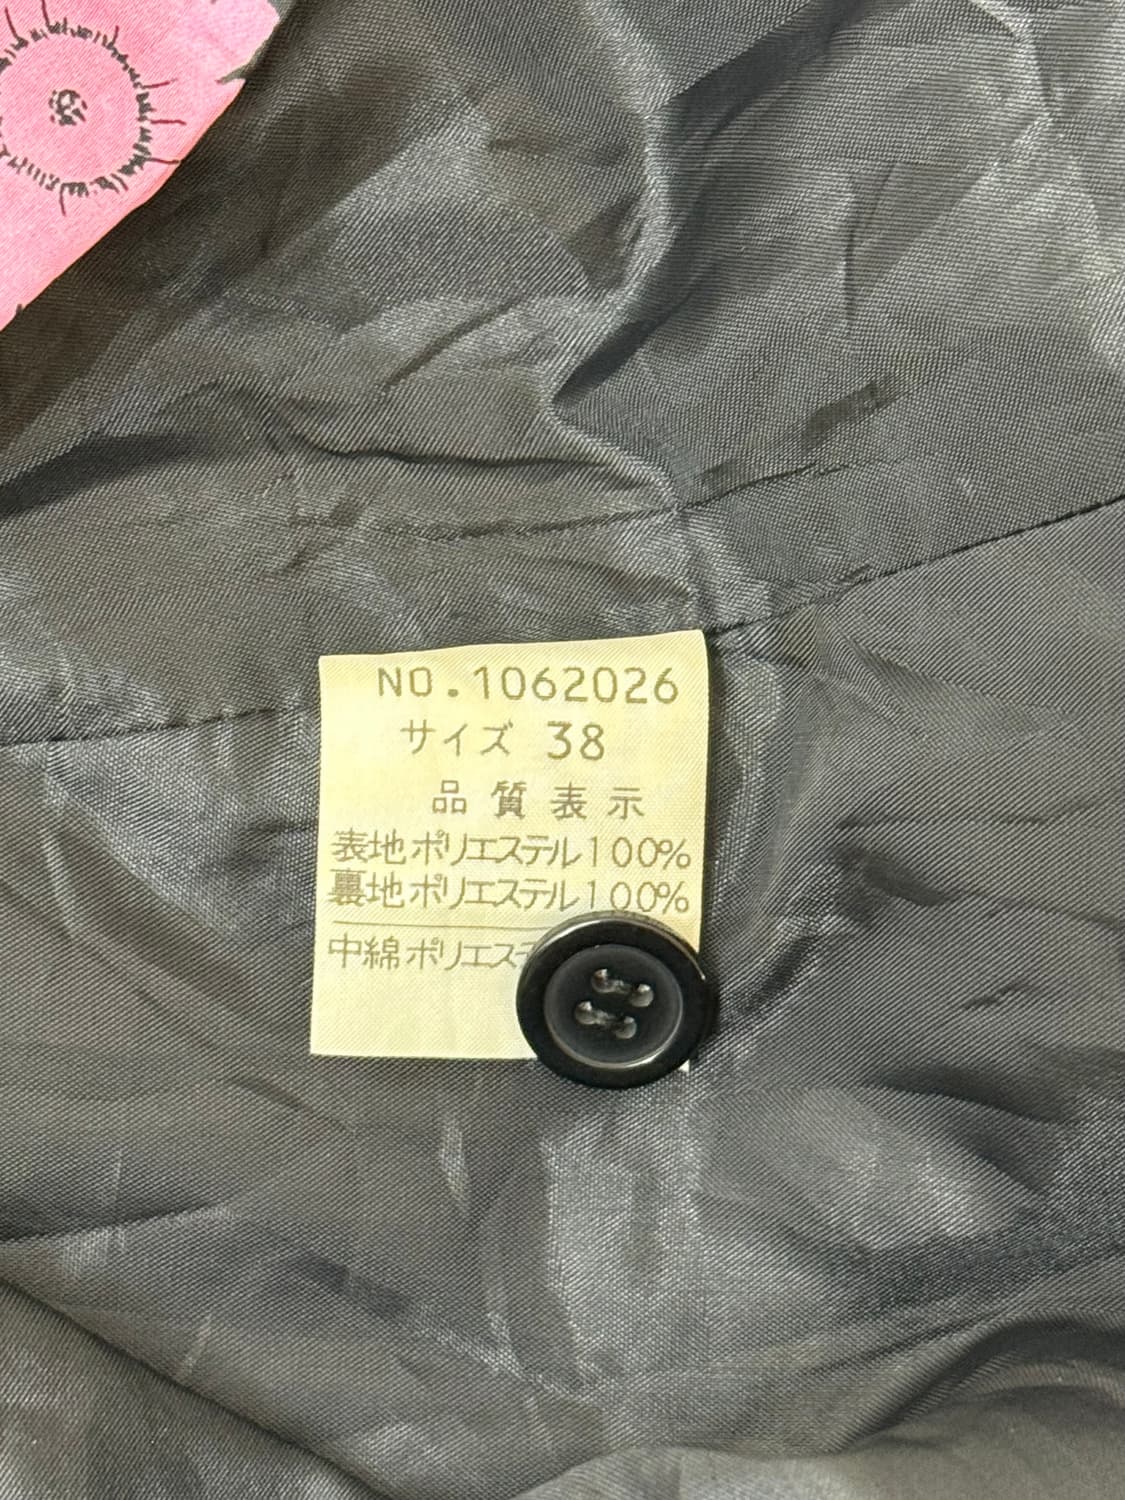 NO.1062026
サイズ 38
品質表示
表地ポリエステル100%
裏地ポリエステル100%
中綿ポリエス